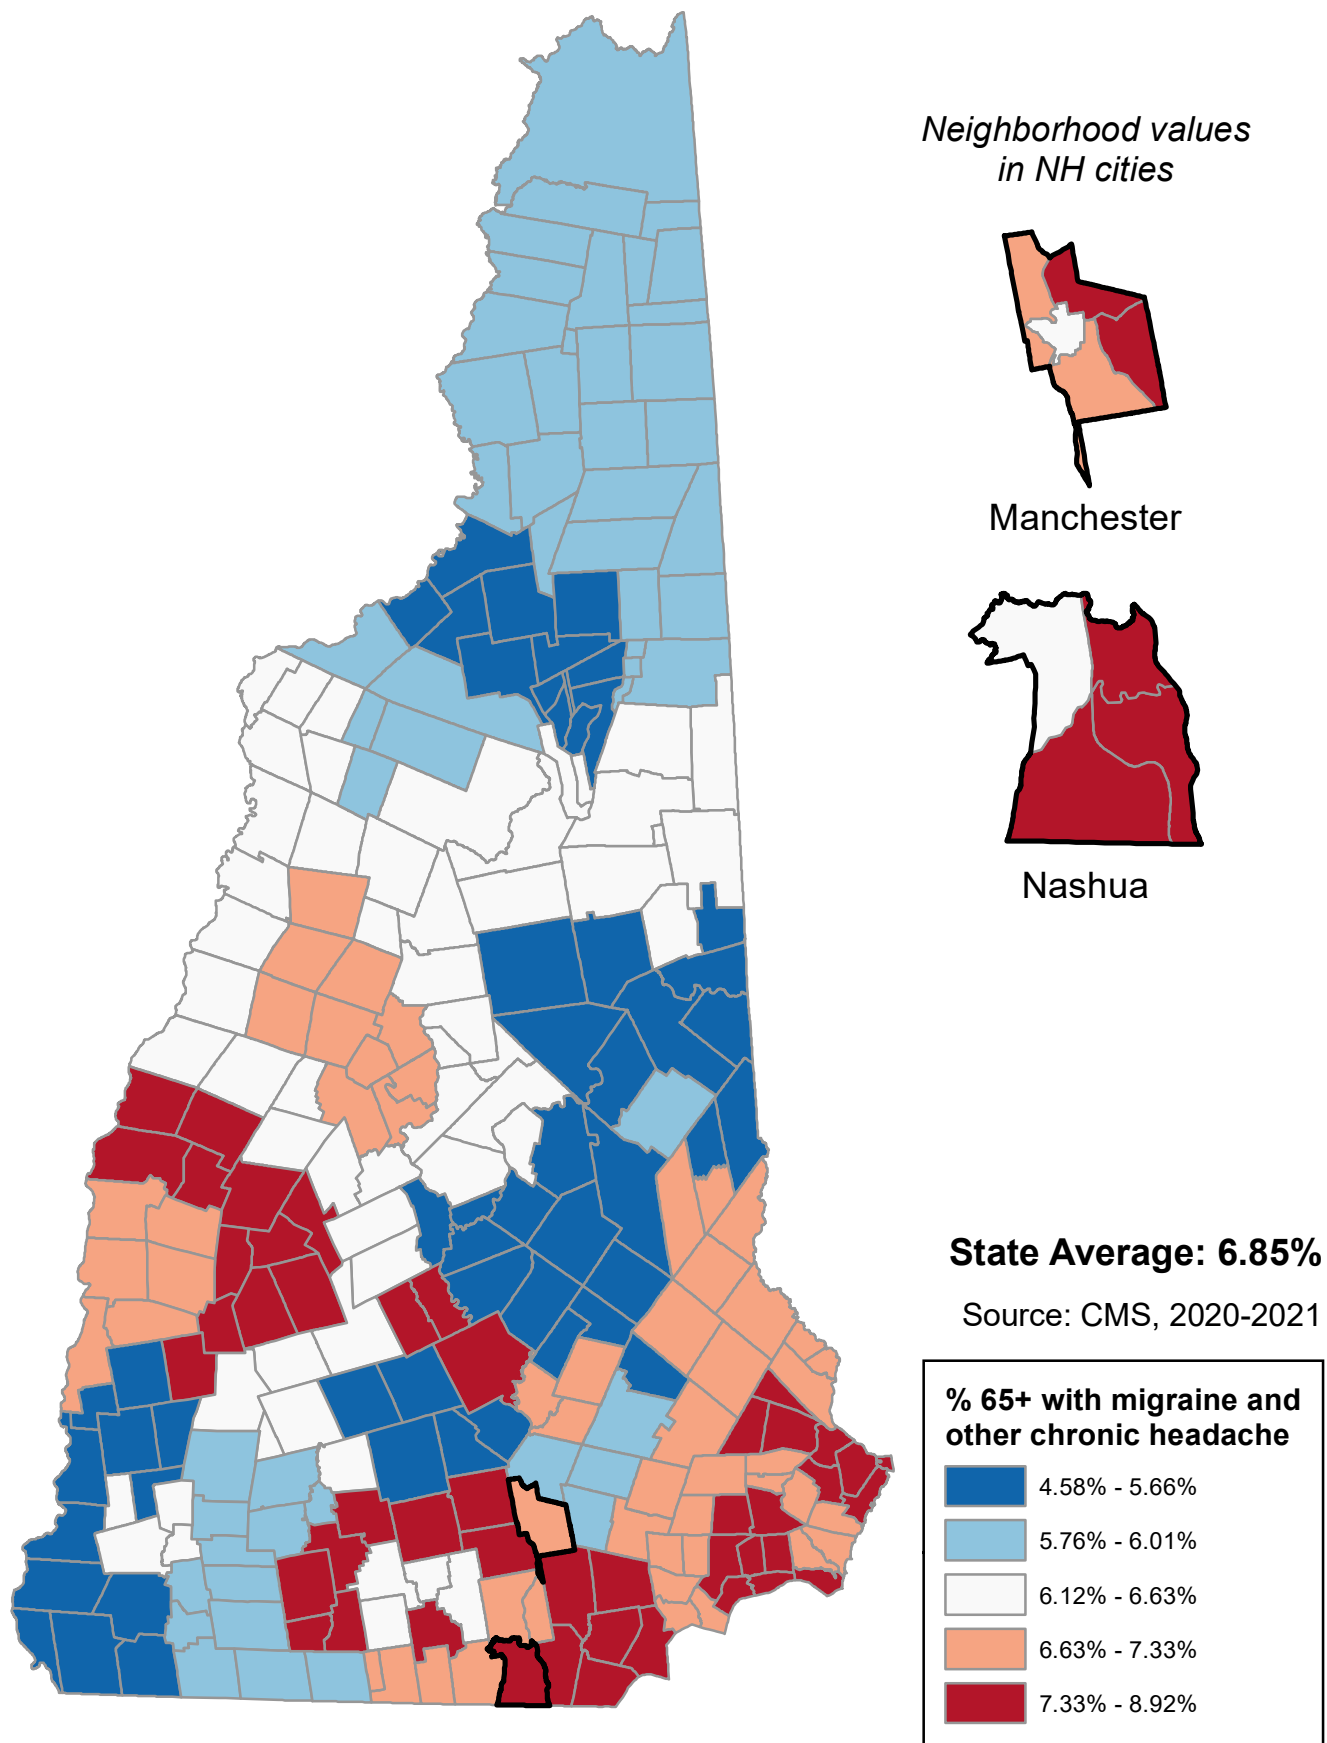 Neighborhood values
in NH cities
Manchester
Nashua
State Average: 6.85%
Source: CMS, 2020-2021
% 65+ with migraine and
other chronic headache
4.58% - 5.66%
5.76% - 6.01%
6.12% - 6.63%
6.63% - 7.33%
7.33% - 8.92%